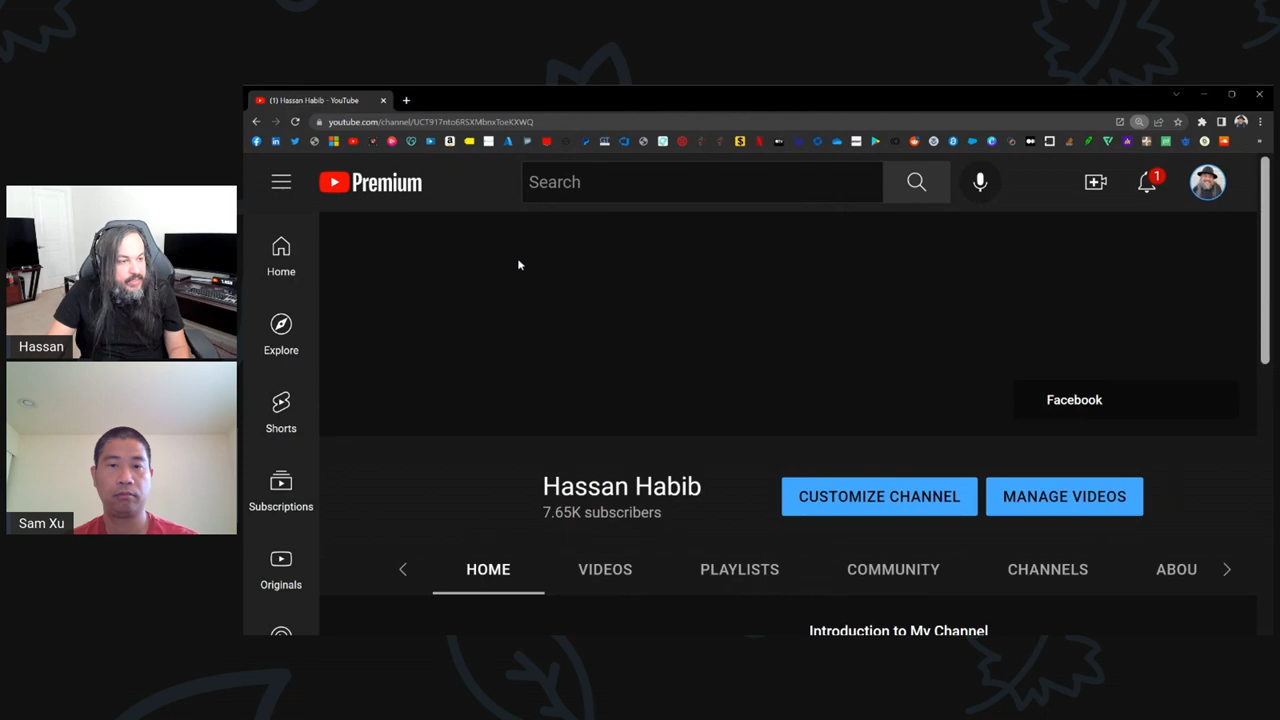 (1) Hassan Habib - YouTube
youtube.com/channel/UCT917nto6RSXMbnxToeKXWQ
Premium
Search
1
Home
Explore
Shorts
Subscriptions
Originals
Facebook
Hassan Habib
7.65K subscribers
CUSTOMIZE CHANNEL
MANAGE VIDEOS
HOME
VIDEOS
PLAYLISTS
COMMUNITY
CHANNELS
ABOU
Introduction to My Channel
Hassan
Sam Xu